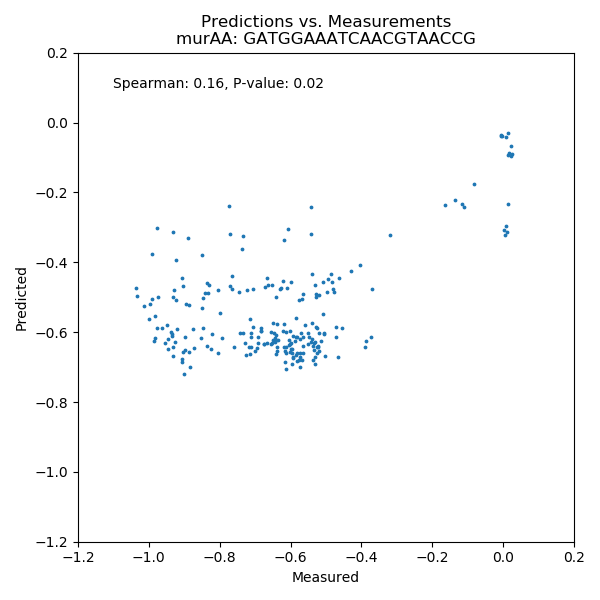 Predictions vs. Measurements
murAA: GATGGAAATCAACGTAACCG
Spearman: 0.16, P-value: 0.02
0.2
0.0
−0.2
−0.4
−0.6
−0.8
−1.0
−1.2
Predicted
−1.2 −1.0 −0.8 −0.6 −0.4 −0.2 0.0 0.2
Measured